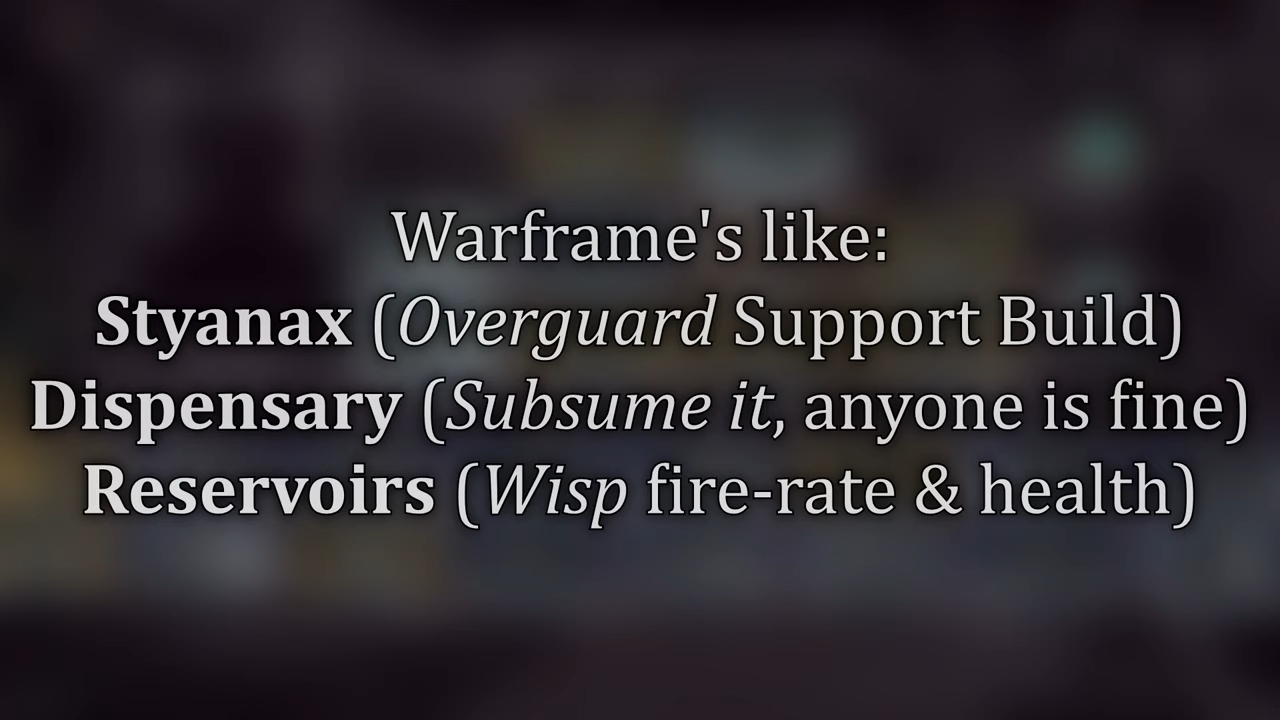 Warframe's like:
Styanax (Overguard Support Build)
Dispensary (Subsume it, anyone is fine)
Reservoirs (Wisp fire-rate & health)